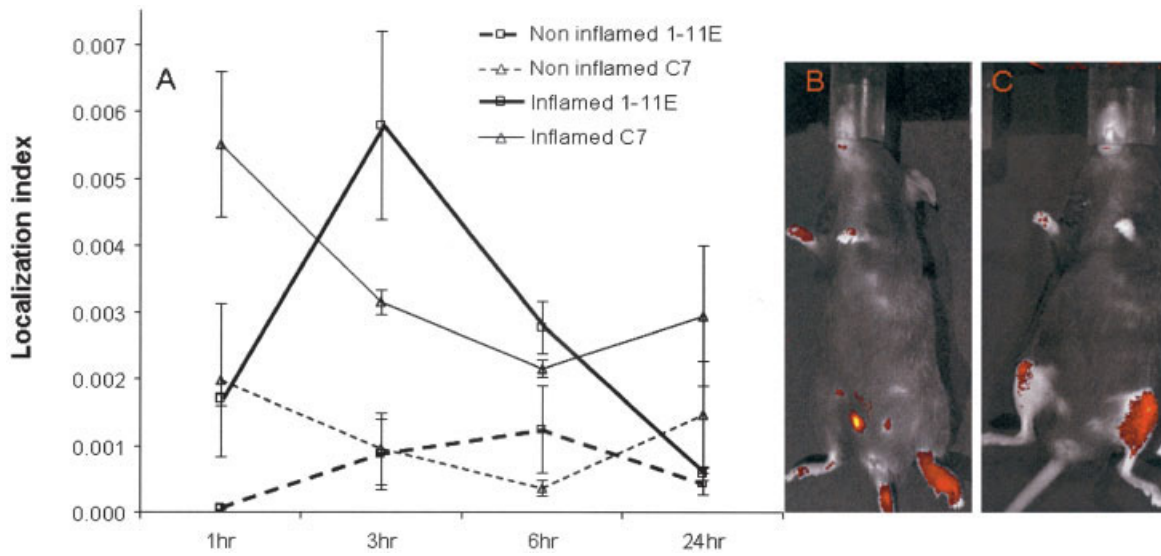 A
Localization index
0.007
0.006
0.005
0.004
0.003
0.002
0.001
0.000
1hr
3hr
6hr
24hr
Non inflamed 1-11E
Non inflamed C7
Inflamed 1-11E
Inflamed C7
B
C